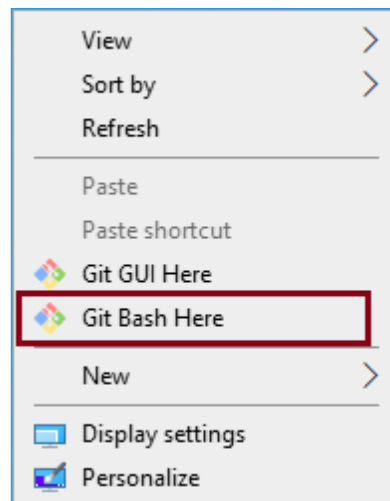 View
Sort by
Refresh
Paste
Paste shortcut
Git GUI Here
Git Bash Here
New
Display settings
Personalize